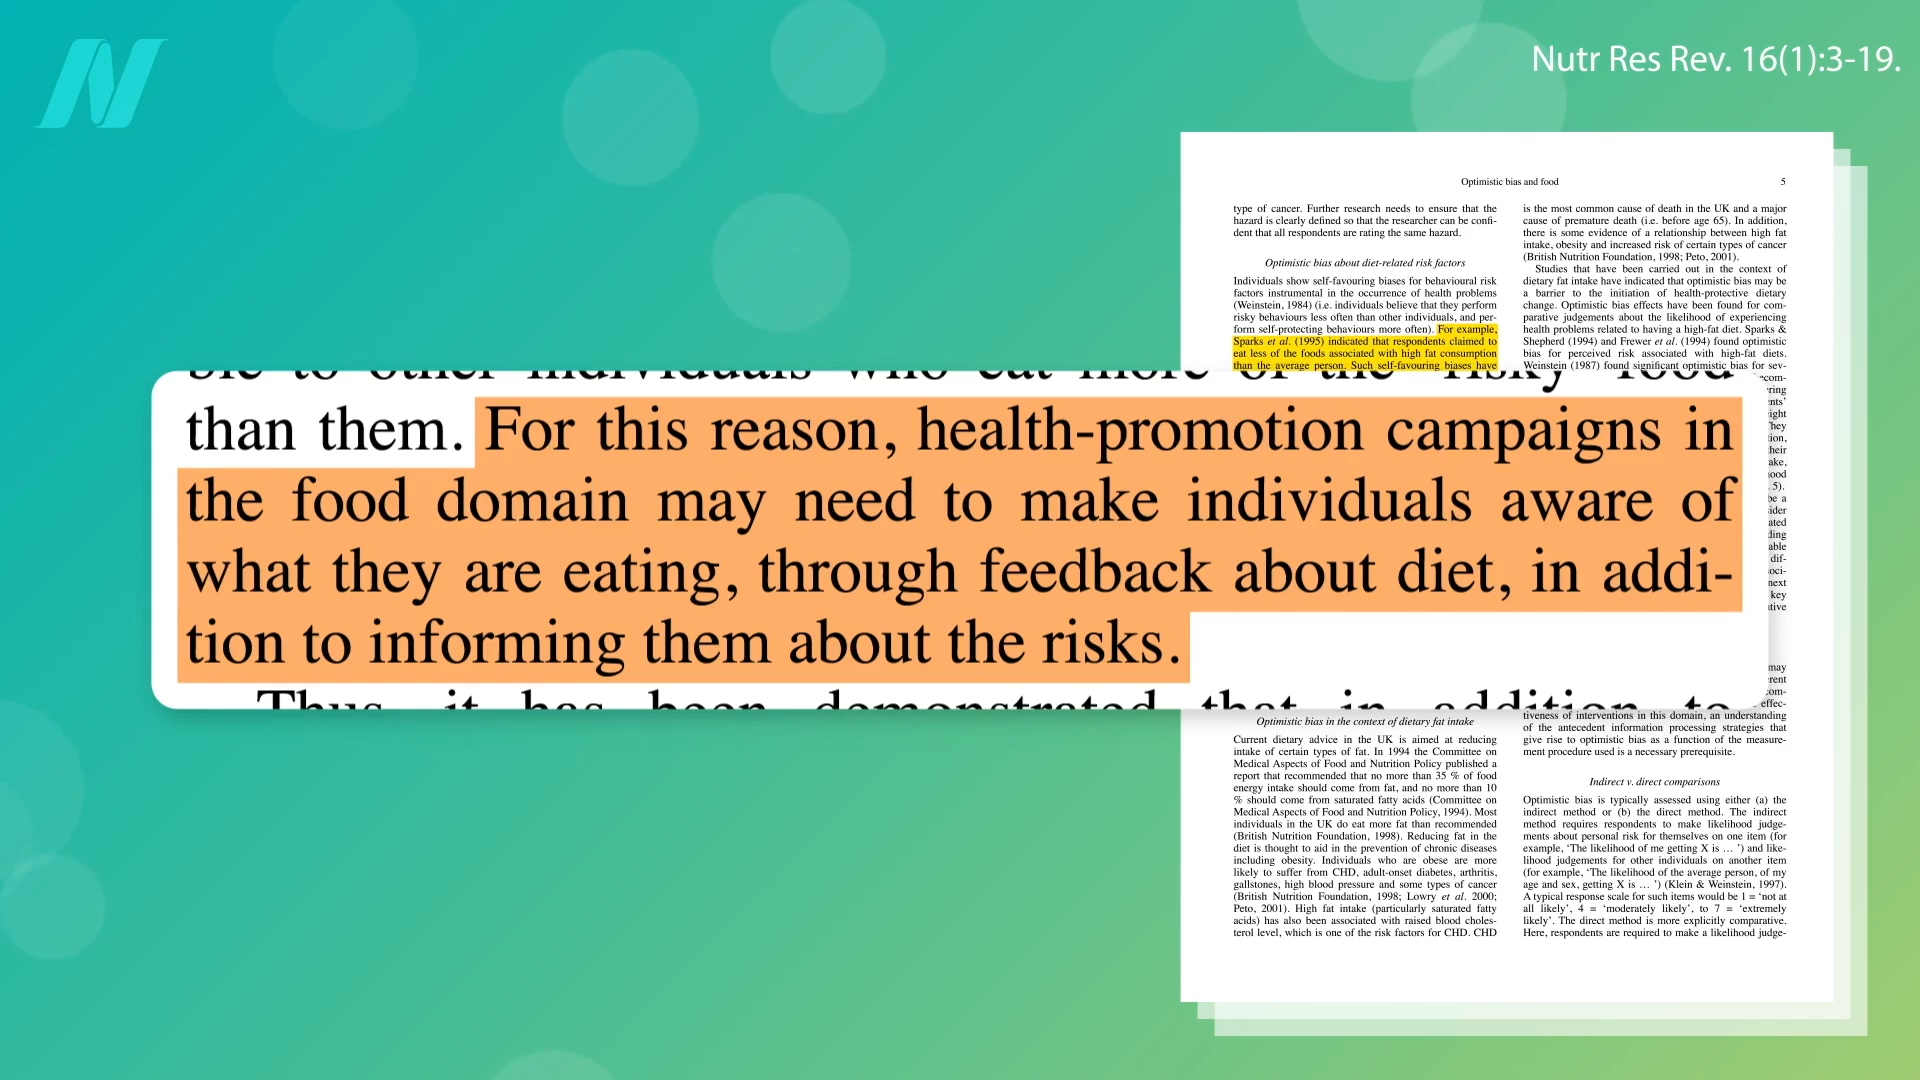 Nutr Res Rev. 16(1):3-19.
Optimistic bias and food 5
type of cancer. Further research needs to ensure that the
hazard is clearly defined so that the researcher can be confi-
dent that all respondents are rating the same hazard.
Optimistic bias about diet-related risk factors
Individuals show self-favouring biases for behavioural risk
factors instrumental in the occurrence of health problems
(Weinstein, 1984) (i.e. individuals believe that they perform
risky behaviours less often than other individuals, and per-
form self-protecting behaviours more often). For example,
Sparks et al. (1995) indicated that respondents claimed to
eat less of the foods associated with high fat consumption
than the average person. Such self-favouring biases have
is the most common cause of death in the UK and a major
cause of premature death (i.e. before age 65). In addition,
there is some evidence of a relationship between high fat
intake, obesity and increased risk of certain types of cancer
(British Nutrition Foundation, 1998; Peto, 2001).
Studies that have been carried out in the context of
dietary fat intake have indicated that optimistic bias may be
a barrier to the initiation of health-protective dietary
change. Optimistic bias effects have been found for com-
parative judgements about the likelihood of experiencing
health problems related to having a high-fat diet. Sparks &
Shepherd (1994) and Frewer et al. (1994) found optimistic
bias for perceived risk associated with high-fat diets.
Weinstein (1987) found significant optimistic bias for sev-
ble to other individuals who eat more of the 'risky' food
than them. For this reason, health-promotion campaigns in
the food domain may need to make individuals aware of
what they are eating, through feedback about diet, in addi-
tion to informing them about the risks.
Thus, it has been demonstrated that in addition to
Optimistic bias in the context of dietary fat intake
Current dietary advice in the UK is aimed at reducing
intake of certain types of fat. In 1994 the Committee on
Medical Aspects of Food and Nutrition Policy published a
report that recommended that no more than 35 % of food
energy intake should come from fat, and no more than 10
% should come from saturated fatty acids (Committee on
Medical Aspects of Food and Nutrition Policy, 1994). Most
individuals in the UK do eat more fat than recommended
(British Nutrition Foundation, 1998). Reducing fat in the
diet is thought to aid in the prevention of chronic diseases
including obesity. Individuals who are obese are more
likely to suffer from CHD, adult-onset diabetes, arthritis,
gallstones, high blood pressure and some types of cancer
(British Nutrition Foundation, 1998; Lowry et al. 2000;
Peto, 2001). High fat intake (particularly saturated fatty
acids) has also been associated with raised blood choles-
terol level, which is one of the risk factors for CHD. CHD
tiveness of interventions in this domain, an understanding
of the antecedent information processing strategies that
give rise to optimistic bias as a function of the measure-
ment procedure used is a necessary prerequisite.
Indirect v. direct comparisons
Optimistic bias is typically assessed using either (a) the
indirect method or (b) the direct method. The indirect
method requires respondents to make likelihood judge-
ments about personal risk for themselves on one item (for
example, ‘The likelihood of me getting X is … ’) and like-
lihood judgements for other individuals on another item
(for example, ‘The likelihood of the average person, of my
age and sex, getting X is … ’) (Klein & Weinstein, 1997).
A typical response scale for such items would be 1 = ‘not at
all likely’, 4 = ‘moderately likely’, to 7 = ‘extremely
likely’. The direct method is more explicitly comparative.
Here, respondents are required to make a likelihood judge-